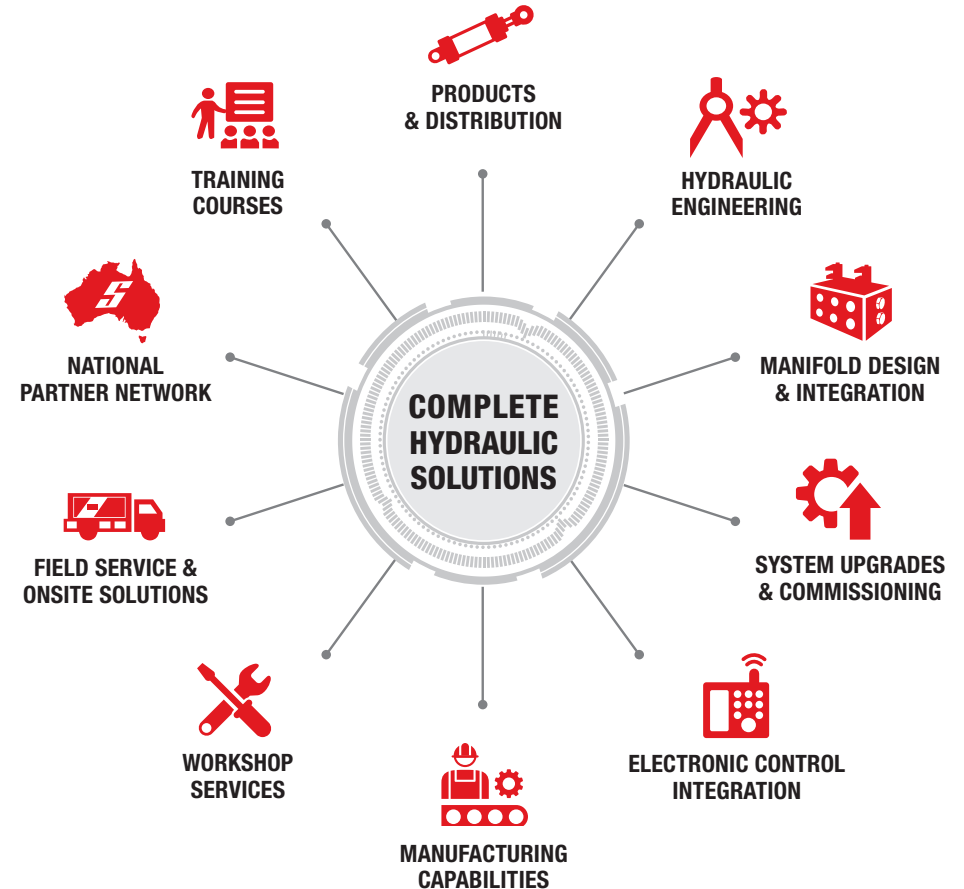 PRODUCTS
& DISTRIBUTION
TRAINING
COURSES
HYDRAULIC
ENGINEERING
NATIONAL
PARTNER NETWORK
MANIFOLD DESIGN
& INTEGRATION
COMPLETE
HYDRAULIC
SOLUTIONS
FIELD SERVICE &
ONSITE SOLUTIONS
SYSTEM UPGRADES
& COMMISSIONING
WORKSHOP
SERVICES
ELECTRONIC CONTROL
INTEGRATION
MANUFACTURING
CAPABILITIES